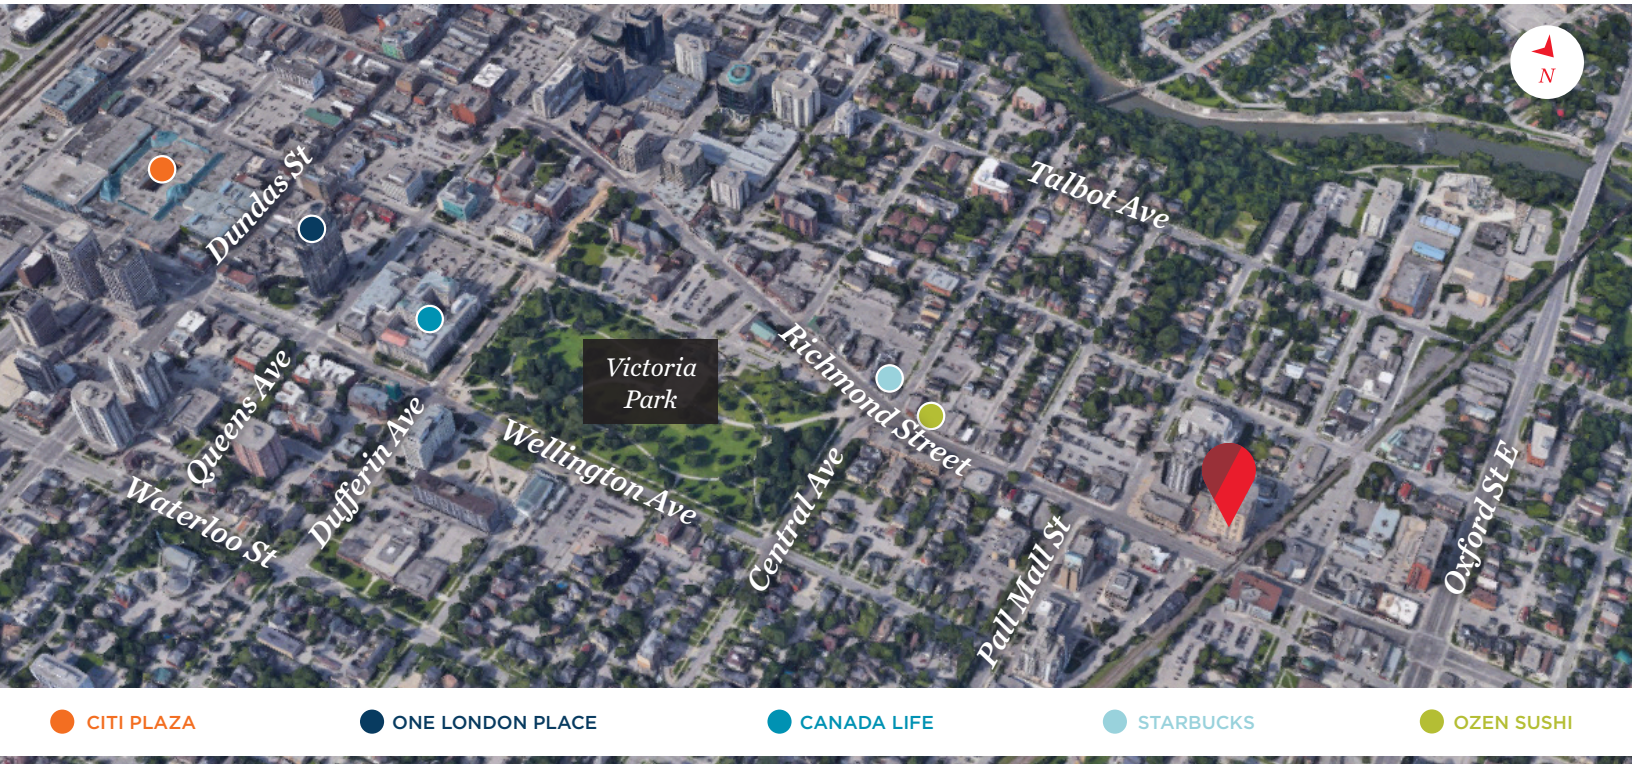 N
Talbot Ave
Dundas St
Victoria
Park
Richmond Street
Queens Ave
Dufferin Ave
Wellington Ave
Central Ave
Waterloo St
Pall Mall St
Oxford St E
CITI PLAZA
ONE LONDON PLACE
CANADA LIFE
STARBUCKS
OZEN SUSHI